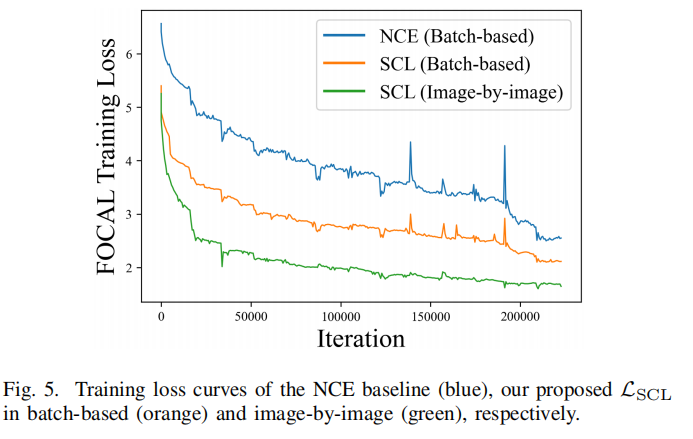 NCE (Batch-based)
SCL (Batch-based)
SCL (Image-by-image)
FOCAL Training Loss
6
5
4
3
2
0
50000
100000
150000
200000
Iteration
Fig. 5. Training loss curves of the NCE baseline (blue), our proposed ℒSCL
in batch-based (orange) and image-by-image (green), respectively.